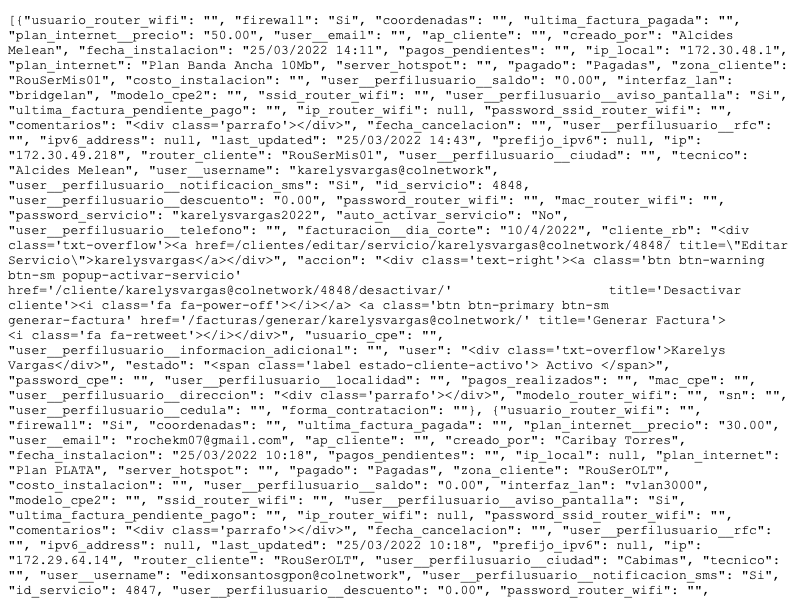 [{"usuario_router_wifi": "", "firewall": "Si", "coordenadas": "", "ultima_factura_pagada": "",
"plan_internet__precio": "50.00", "user__email": "", "ap_cliente": "", "creado_por": "Alcides
Melean", "fecha_instalacion": "25/03/2022 14:11", "pagos_pendientes": "", "ip_local": "172.30.48.1",
"plan_internet": "Plan Banda Ancha 10Mb", "server_hotspot": "", "pagado": "Pagadas", "zona_cliente":
"RouSerMis01", "costo_instalacion": "", "user__perfilusuario__saldo": "0.00", "interfaz_lan":
"bridgelan", "modelo_cpe2": "", "ssid_router_wifi": "", "user__perfilusuario__aviso_pantalla": "Si",
"ultima_factura_pendiente_pago": "", "ip_router_wifi": null, "password_ssid_router_wifi": "",
"comentarios": "<div class='parrafo'></div>", "fecha_cancelacion": "", "user__perfilusuario__rfc":
"", "ipv6_address": null, "last_updated": "25/03/2022 14:43", "prefijo_ipv6": null, "ip":
"172.30.49.218", "router_cliente": "RouSerMis01", "user__perfilusuario__ciudad": "", "tecnico":
"Alcides Melean", "user__username": "karelysvargas@colnetwork",
"user__perfilusuario__notificacion_sms": "Si", "id_servicio": 4848,
"user__perfilusuario__descuento": "0.00", "password_router_wifi": "", "mac_router_wifi": "",
"password_servicio": "karelysvargas2022", "auto_activar_servicio": "No",
"user__perfilusuario__telefono": "", "facturacion__dia_corte": "10/4/2022", "cliente_rb": "<div
class='txt-overflow'><a href=/clientes/editar/servicio/karelysvargas@colnetwork/4848/ title=\"Editar
Servicio\">karelysvargas</a></div>", "accion": "<div class='text-right'><a class='btn btn-warning
btn-sm popup-activar-servicio'
href='/cliente/karelysvargas@colnetwork/4848/desactivar/' title='Desactivar
cliente'><i class='fa fa-power-off'></i></a> <a class='btn btn-primary btn-sm
generar-factura' href='/facturas/generar/karelysvargas@colnetwork/' title='Generar Factura'>
<i class='fa fa-retweet'></i></div>", "usuario_cpe": "",
"user__perfilusuario__informacion_adicional": "", "user": "<div class='txt-overflow'>Karelys
Vargas</div>", "estado": "<span class='label estado-cliente-activo'> Activo </span>",
"password_cpe": "", "user__perfilusuario__localidad": "", "pagos_realizados": "", "mac_cpe": "",
"user__perfilusuario__direccion": "<div class='parrafo'></div>", "modelo_router_wifi": "", "sn": "",
"user__perfilusuario__cedula": "", "forma_contratacion": ""}, {"usuario_router_wifi": "",
"firewall": "Si", "coordenadas": "", "ultima_factura_pagada": "", "plan_internet__precio": "30.00",
"user__email": "rochekm07@gmail.com", "ap_cliente": "", "creado_por": "Caribay Torres",
"fecha_instalacion": "25/03/2022 10:18", "pagos_pendientes": "", "ip_local": null, "plan_internet":
"Plan PLATA", "server_hotspot": "", "pagado": "Pagadas", "zona_cliente": "RouSerOLT",
"costo_instalacion": "", "user__perfilusuario__saldo": "0.00", "interfaz_lan": "vlan3000",
"modelo_cpe2": "", "ssid_router_wifi": "", "user__perfilusuario__aviso_pantalla": "Si",
"ultima_factura_pendiente_pago": "", "ip_router_wifi": null, "password_ssid_router_wifi": "",
"comentarios": "<div class='parrafo'></div>", "fecha_cancelacion": "", "user__perfilusuario__rfc":
"", "ipv6_address": null, "last_updated": "25/03/2022 10:18", "prefijo_ipv6": null, "ip":
"172.29.64.14", "router_cliente": "RouSerOLT", "user__perfilusuario__ciudad": "Cabimas", "tecnico":
"", "user__username": "edixonsantosgpon@colnetwork", "user__perfilusuario__notificacion_sms": "Si",
"id_servicio": 4847, "user__perfilusuario__descuento": "0.00", "password_router_wifi": "",